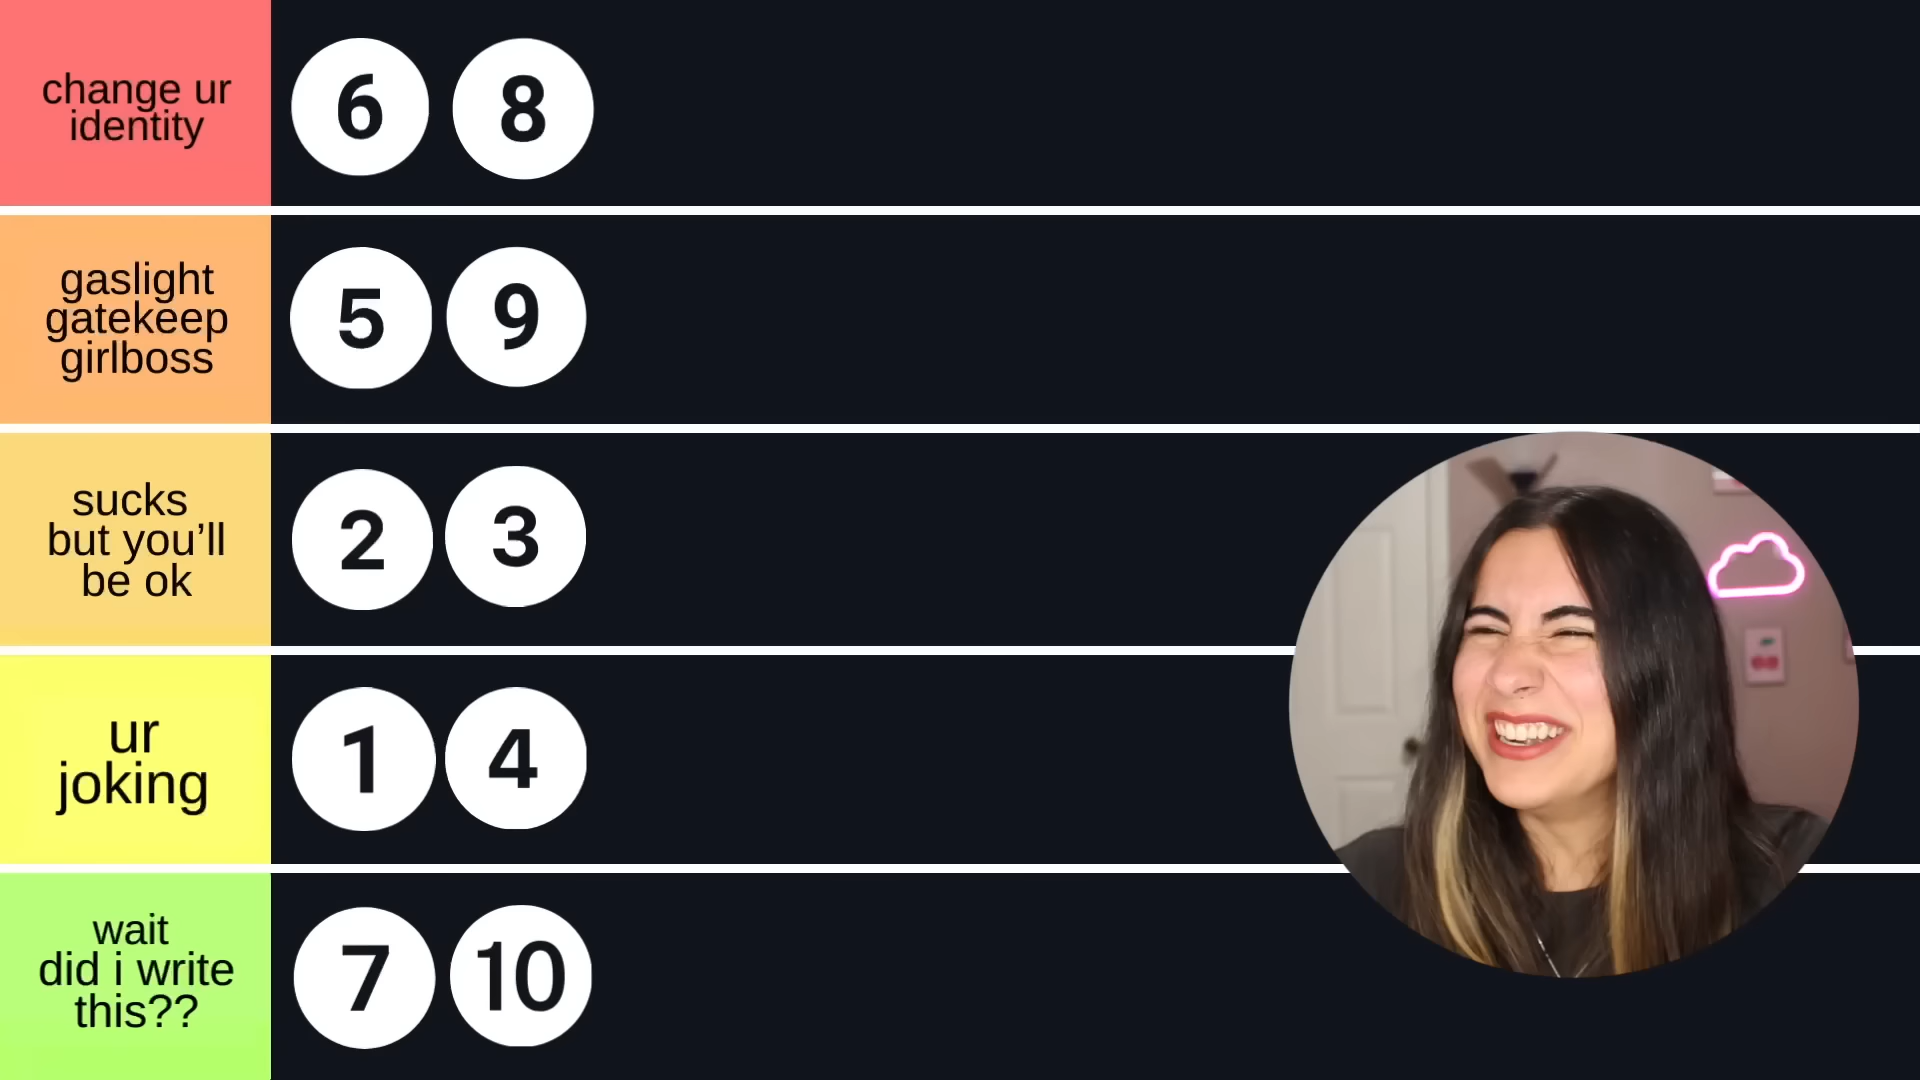 change ur
identity
6 8
gaslight
gatekeep
girlboss
5 9
sucks
but you’ll
be ok
2 3
ur
joking
1 4
wait
did i write
this??
7 10